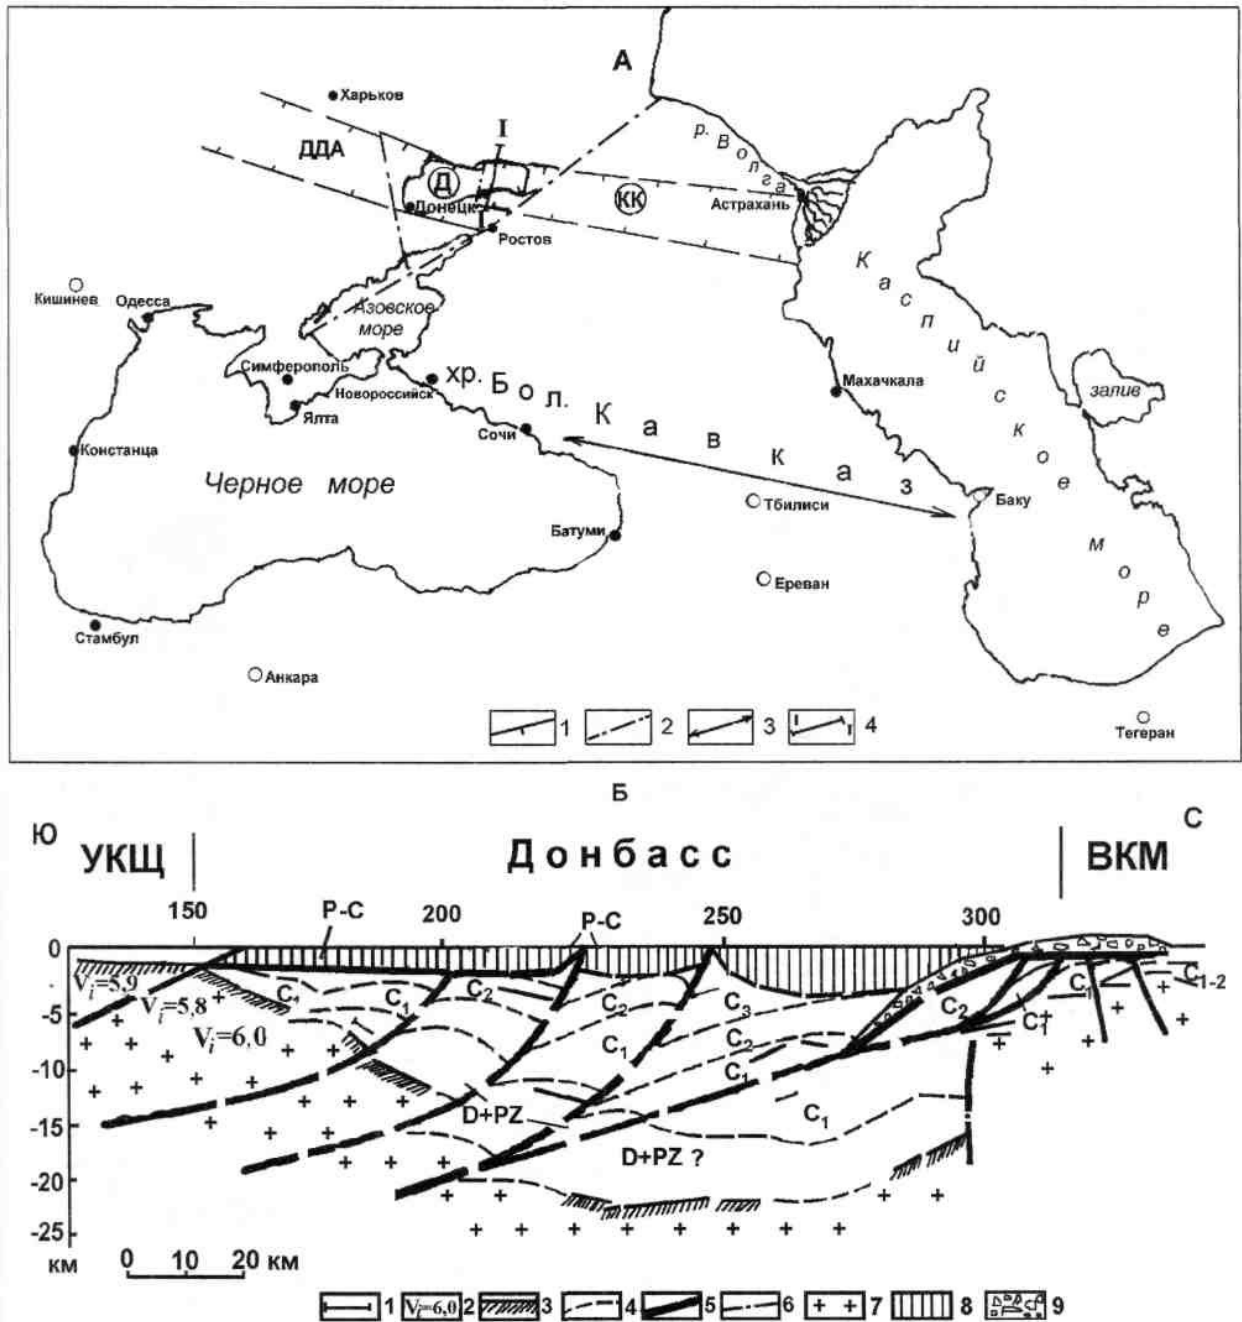 А
Харьков
ДДА
I
Д
Донецк
I
Ростов
КК
р. Волга
Астрахань
Каспийское море
Кишинев
Одесса
Азовское
море
Симферополь
Ялта
Новороссийск
хр. Бол. Кавказ
Сочи
Махачкала
залив
Констанца
Черное море
Батуми
Тбилиси
Баку
Ереван
Стамбул
Анкара
Тегеран
1
2
3
I I 4
Б
Ю
С
УКЩ
Донбасс
ВКМ
150
P-C
200
P-C
250
300
0
-5
-10
-15
-20
-25
км
Vᵢ=5,9
Vᵢ=5,8
Vᵢ=6,0
C₁
C₁
C₂
C₂
C₃
C₁
C₂
C₁
C₁
C₂
C₁
C₁
C₁₋₂
D+PZ
D+PZ ?
0 10 20 км
1
Vᵢ=6,0 2
3
4
5
6
7
8
9